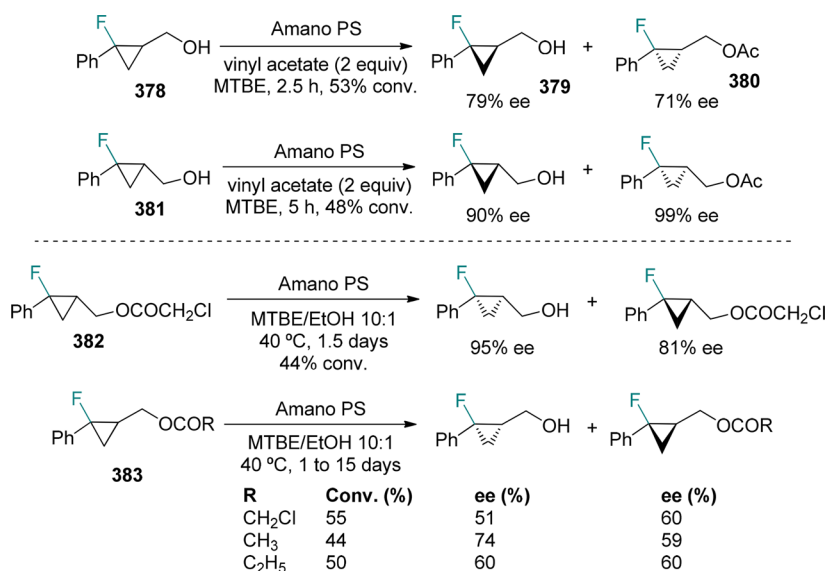 F
Ph
OH
378
Amano PS
vinyl acetate (2 equiv)
MTBE, 2.5 h, 53% conv.
F
Ph
OH
379
79% ee
+
F
Ph
OAc
380
71% ee
F
Ph
OH
381
Amano PS
vinyl acetate (2 equiv)
MTBE, 5 h, 48% conv.
F
Ph
OH
90% ee
+
F
Ph
OAc
99% ee
F
Ph
OCOCH2Cl
382
Amano PS
MTBE/EtOH 10:1
40 ºC, 1.5 days
44% conv.
F
Ph
OH
95% ee
+
F
Ph
OCOCH2Cl
81% ee
F
Ph
OCOR
383
Amano PS
MTBE/EtOH 10:1
40 ºC, 1 to 15 days
F
Ph
OH
+
F
Ph
OCOR
R Conv. (%) ee (%) ee (%)
CH2Cl 55 51 60
CH3 44 74 59
C2H5 50 60 60